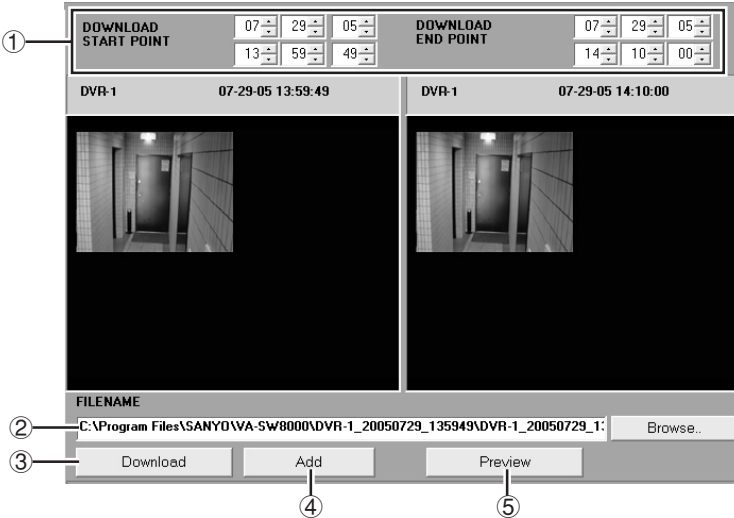 ① DOWNLOAD START POINT 07 29 05 DOWNLOAD END POINT 07 29 05
13 59 49 14 10 00
DVR-1 07-29-05 13:59:49 DVR-1 07-29-05 14:10:00
FILENAME
② C:\Program Files\SANYO\VA-SW8000\DVR-1_20050729_135949\DVR-1_20050729_1 Browse..
③ Download Add Preview
④ ⑤